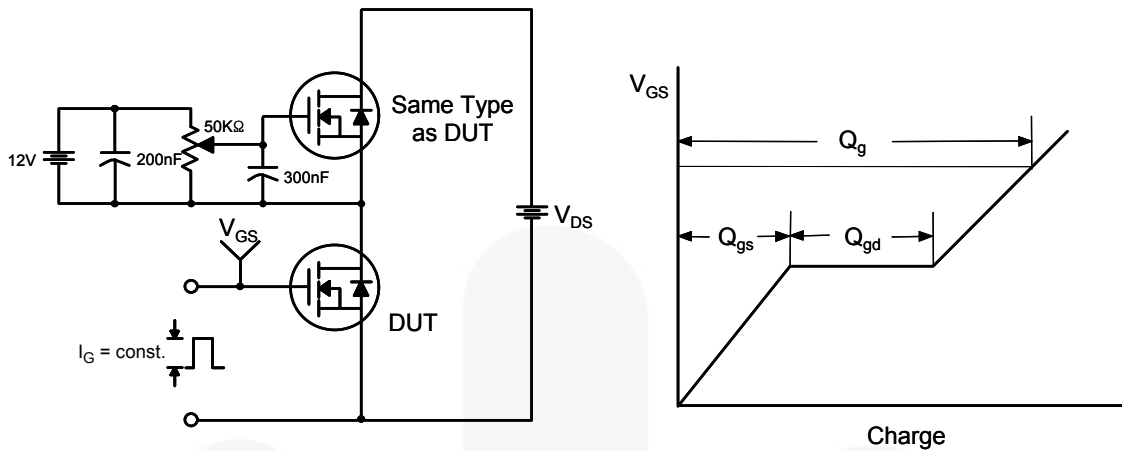 Same Type
as DUT
50KΩ
12V
200nF
300nF
V_GS
V_DS
DUT
I_G = const.
V_GS
Q_g
Q_gs
Q_gd
Charge